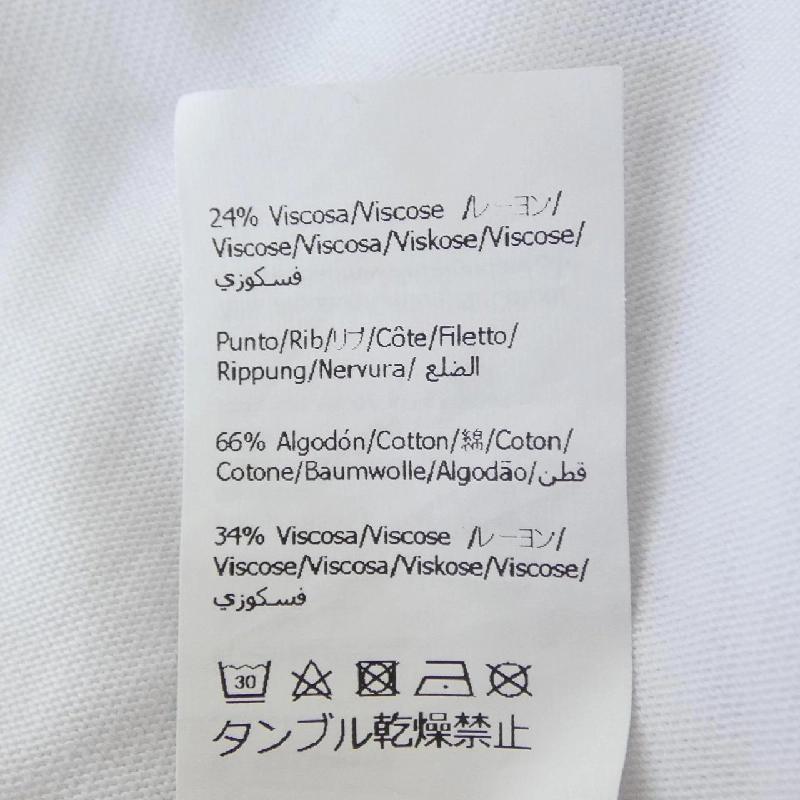 24% Viscosa/Viscose /レーヨン/
Viscose/Viscosa/Viskose/Viscose/
فسكوزي
Punto/Rib/リブ/Côte/Filetto/
Rippung/Nervura/ الضلع
66% Algodón/Cotton/綿/Coton/
Cotone/Baumwolle/Algodão/قطن
34% Viscosa/Viscose /レーヨン/
Viscose/Viscosa/Viskose/Viscose/
فسكوزي
30
タンブル乾燥禁止